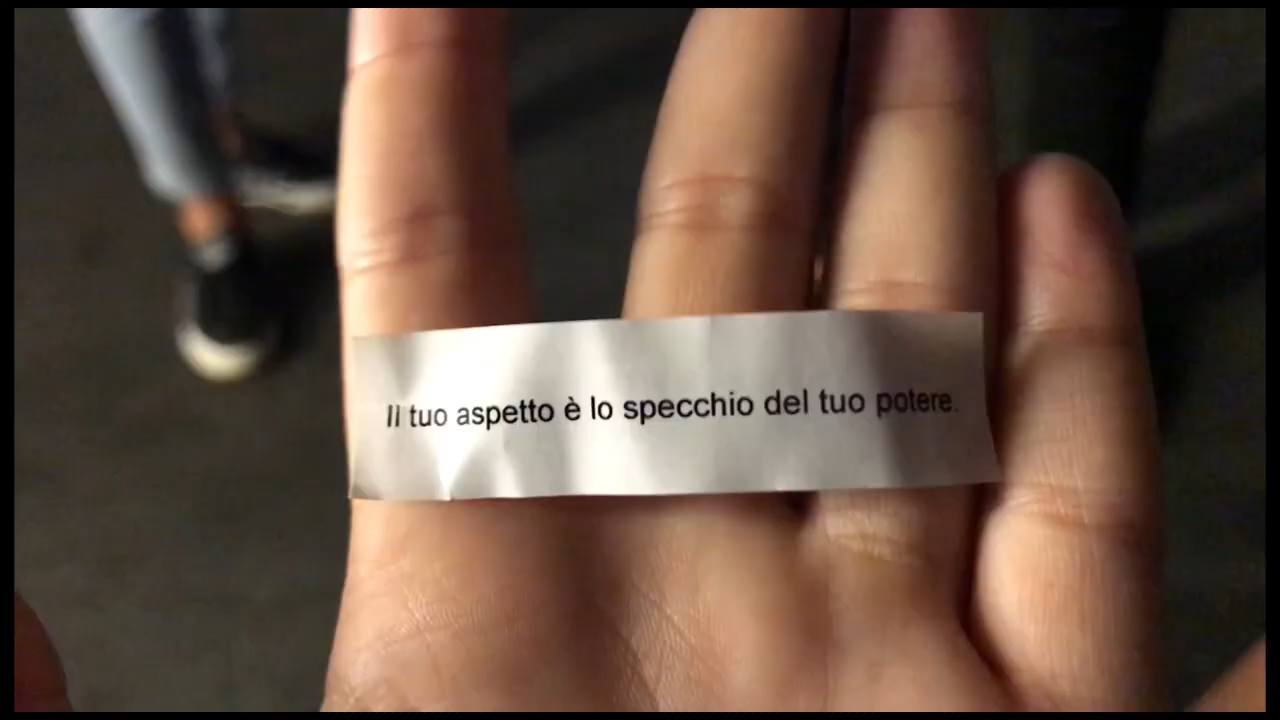 Il tuo aspetto è lo specchio del tuo potere.